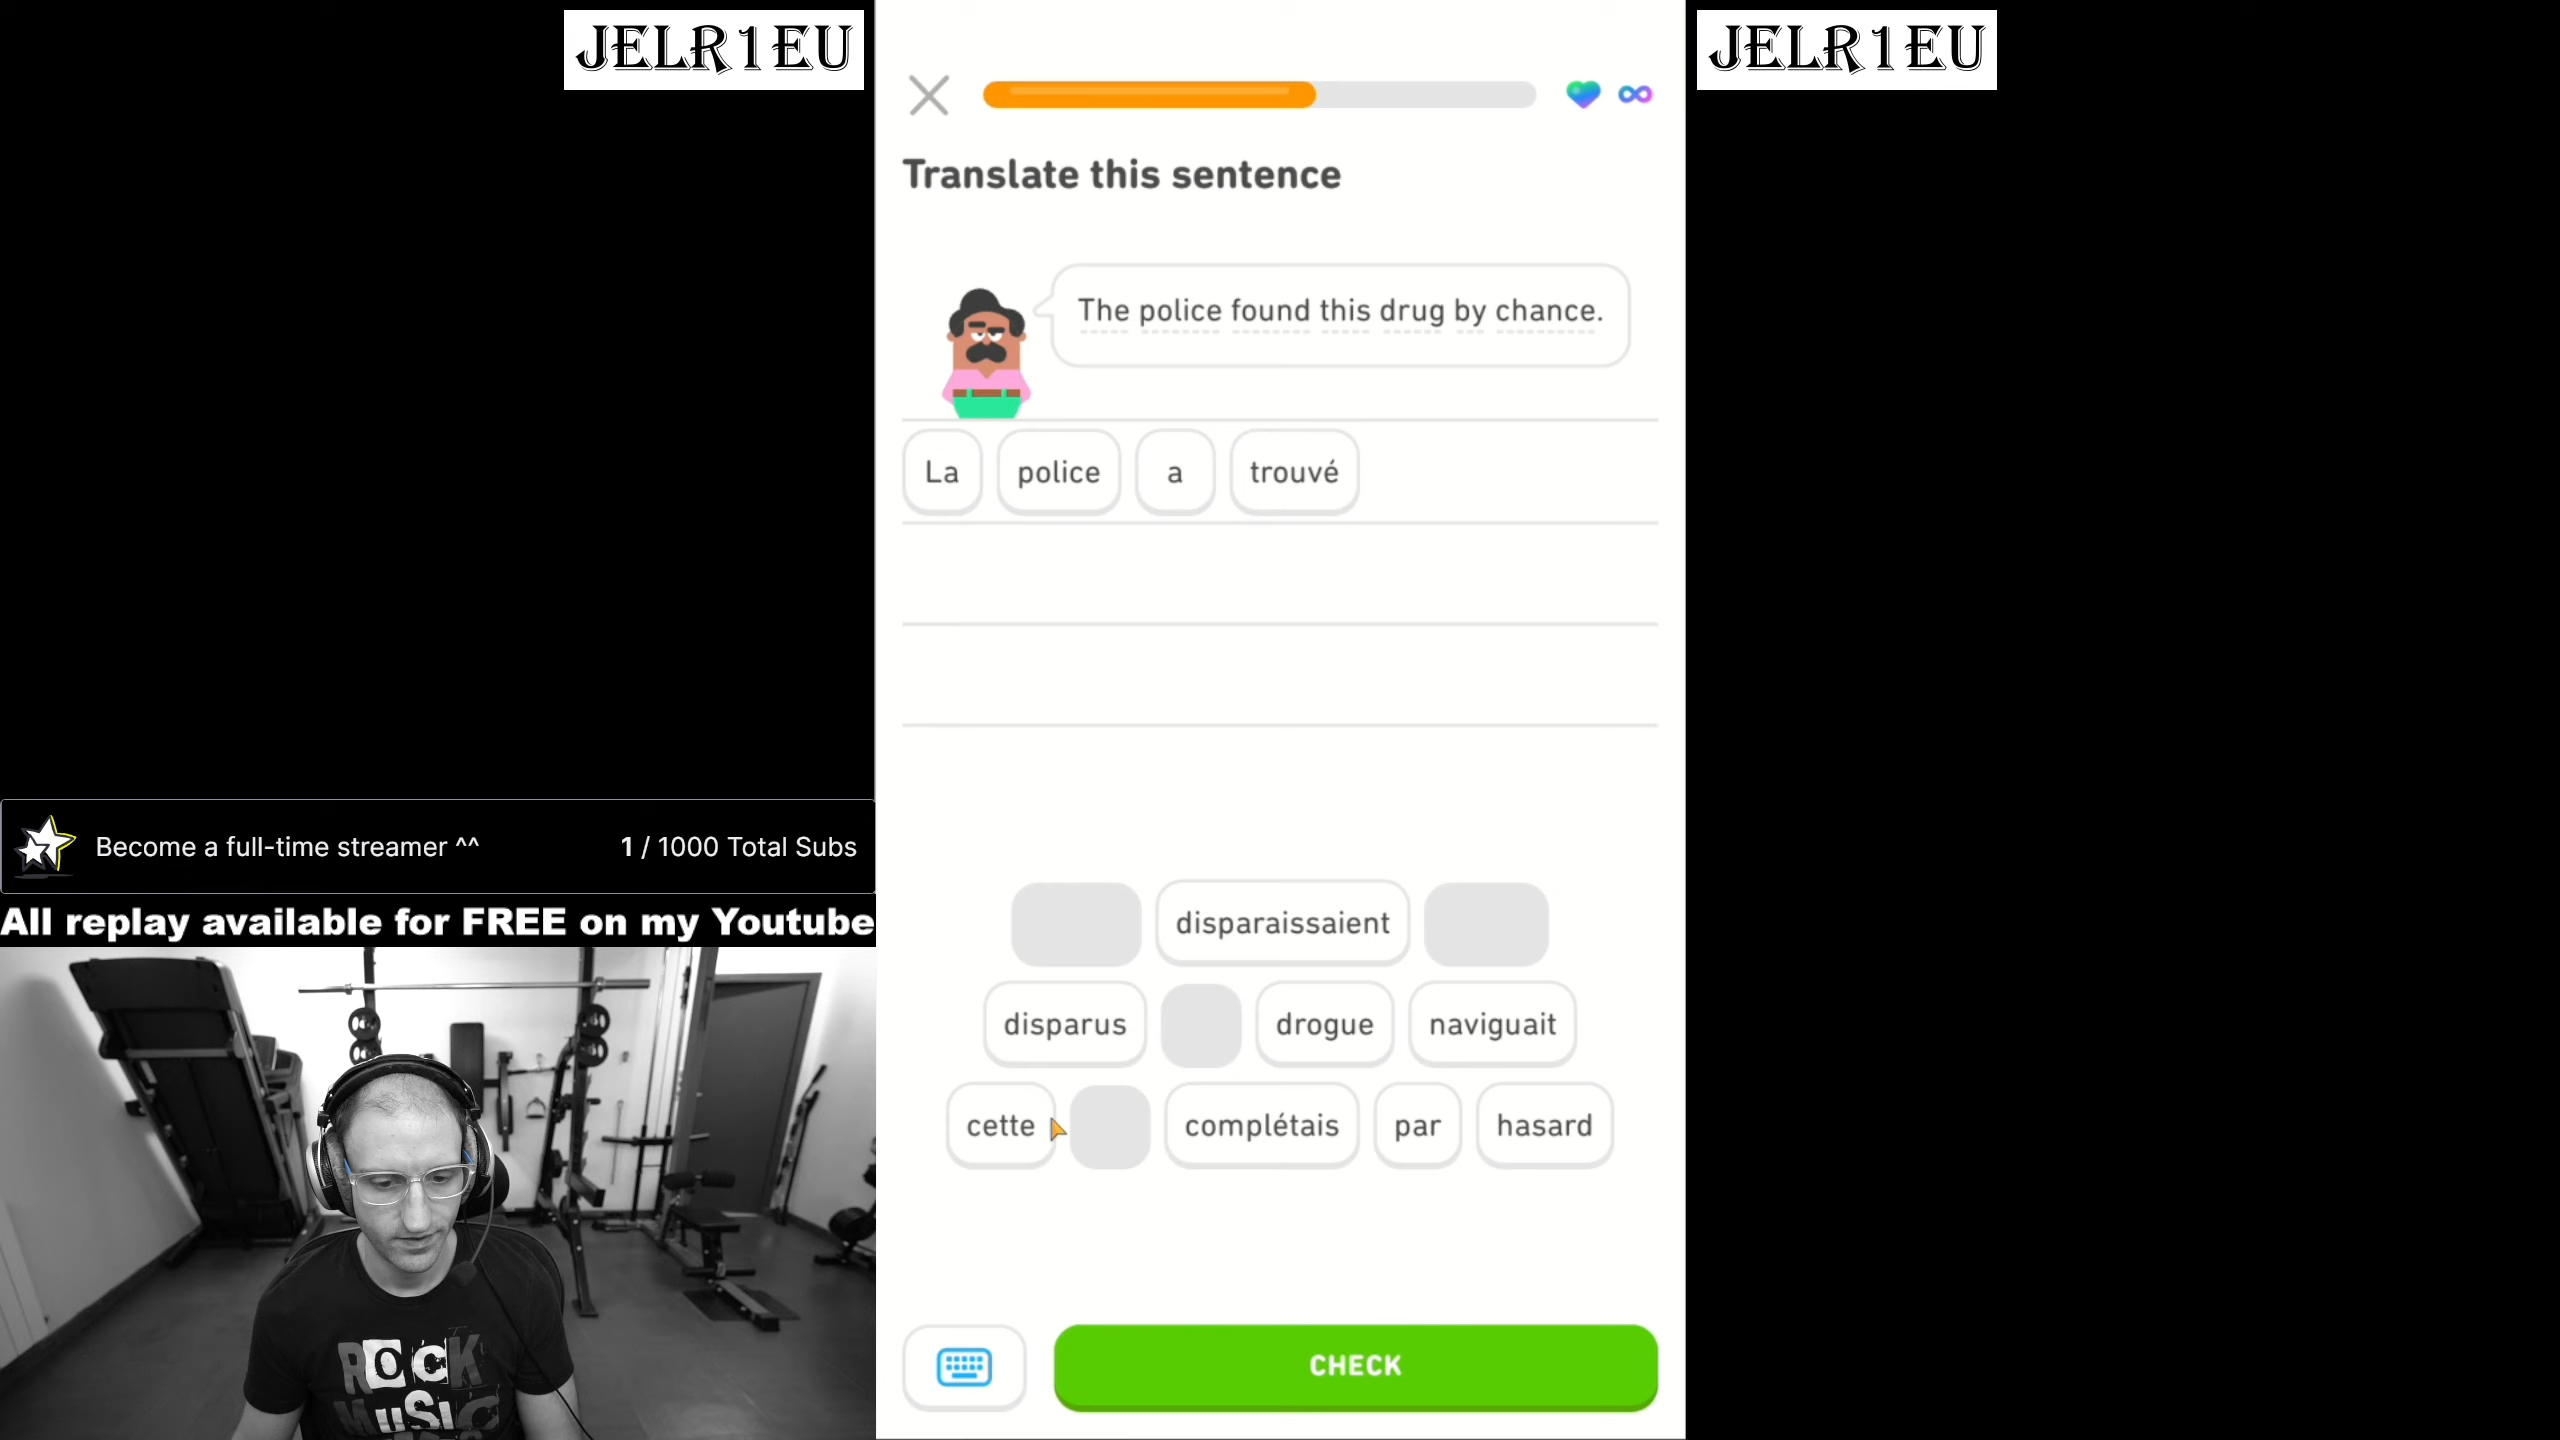 JELR1EU
JELR1EU
Translate this sentence
The police found this drug by chance.
La police a trouvé
disparaissaient
disparus drogue naviguait
cette complétais par hasard
CHECK
Become a full-time streamer ^^ 1 / 1000 Total Subs
All replay available for FREE on my Youtube
ROCK
MUSIC